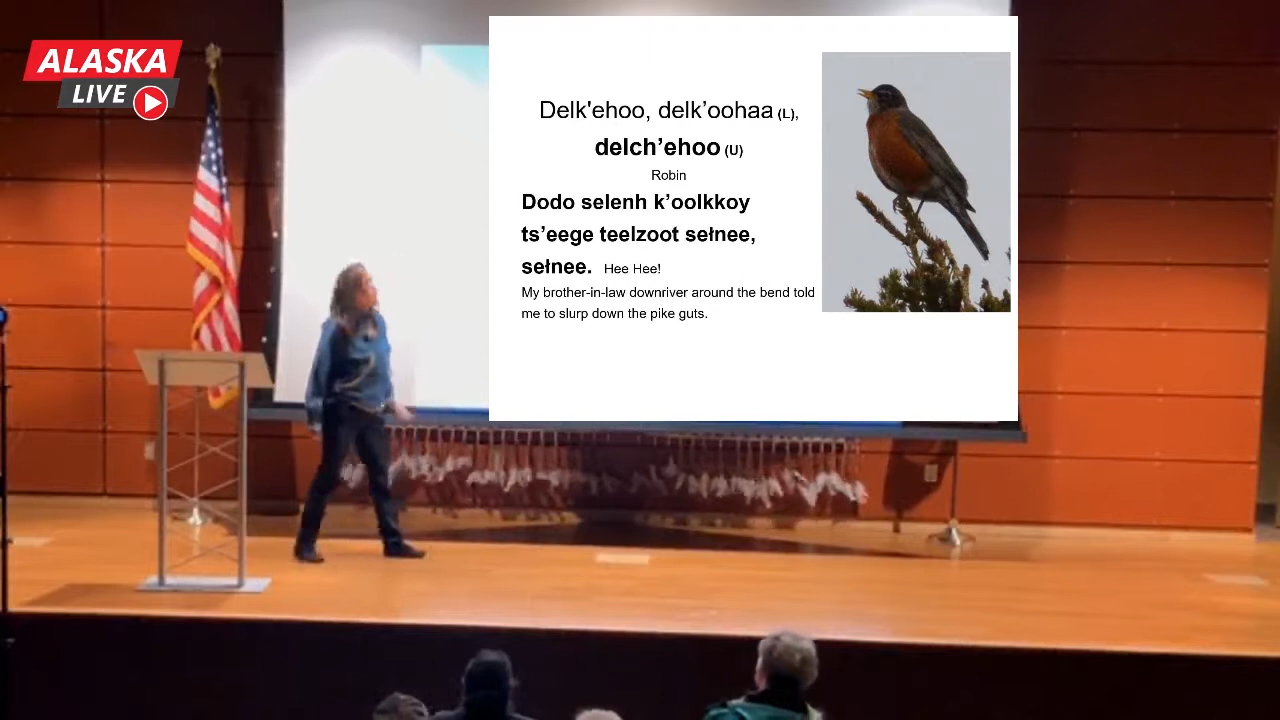 ALASKA
LIVE
Delk'ehoo, delk’oohaa (L),
delch’ehoo (U)
Robin
Dodo selenh k’oolkkoy
ts’eege teelzoot sełnee,
sełnee. Hee Hee!
My brother-in-law downriver around the bend told
me to slurp down the pike guts.